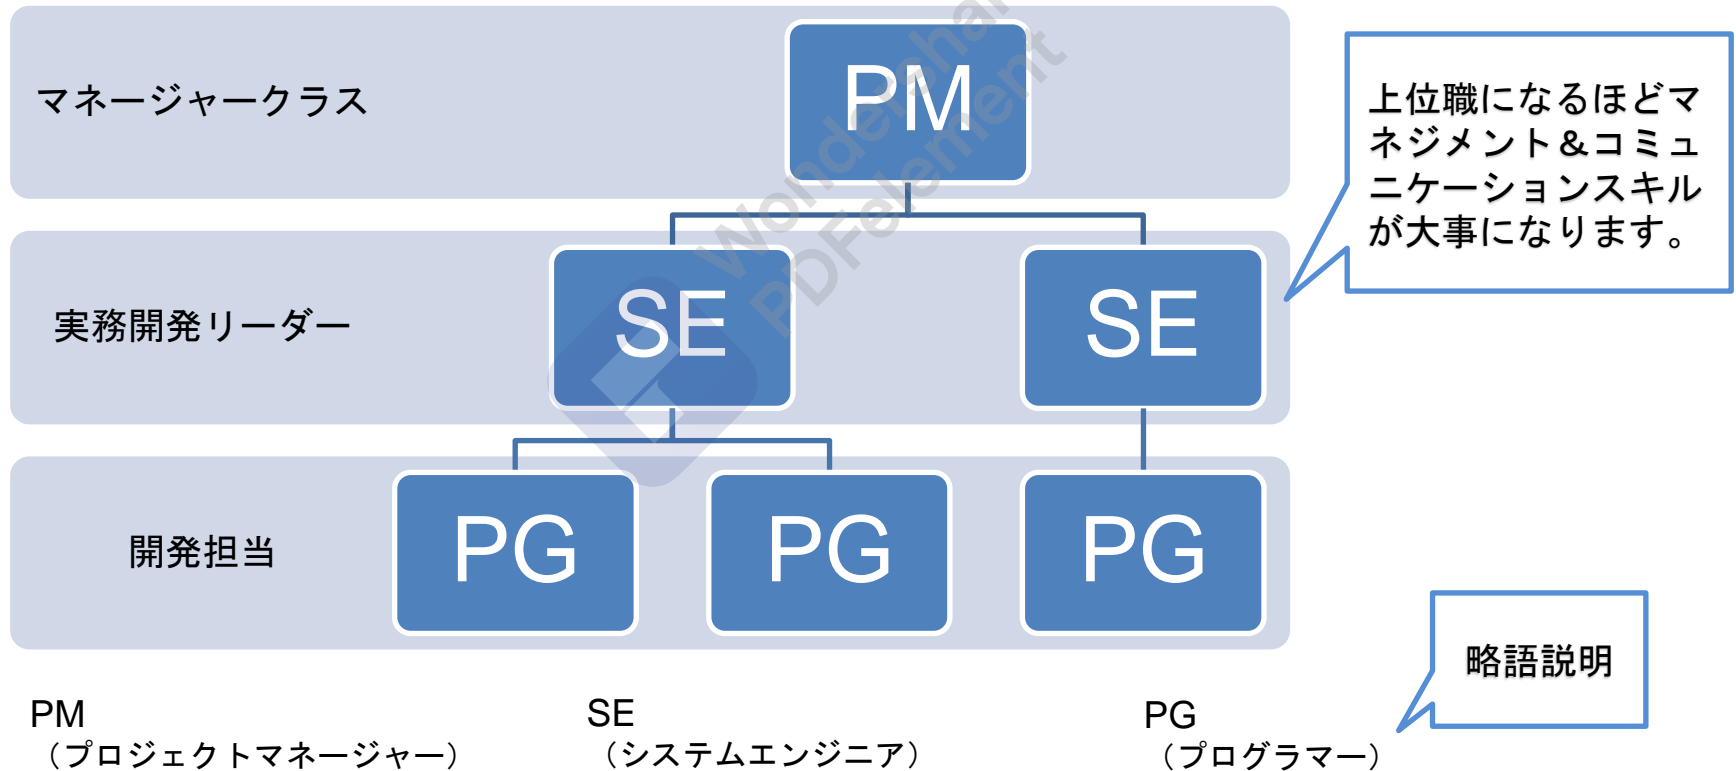 マネージャークラス
PM
上位職になるほどマ
ネジメント＆コミュ
ニケーションスキル
が大事になります。
実務開発リーダー
SE
SE
開発担当
PG
PG
PG
略語説明
PM
（プロジェクトマネージャー）
SE
（システムエンジニア）
PG
（プログラマー）
Wondershare
PDFelement